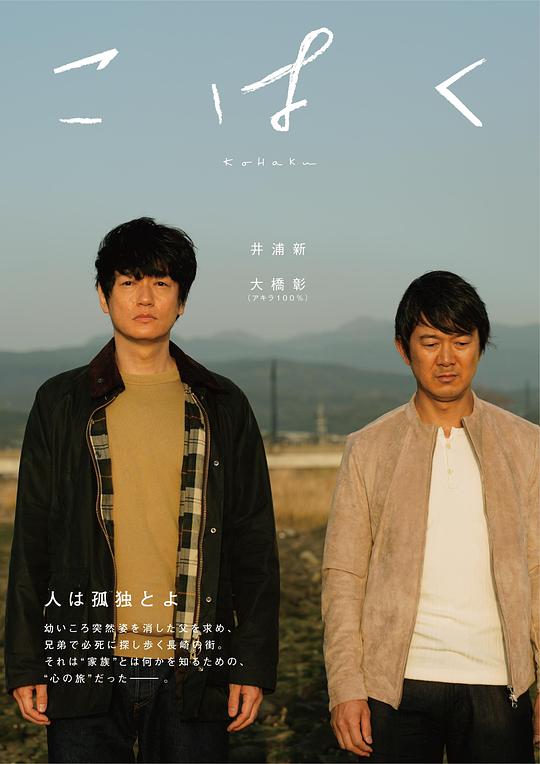 こはく
KoHaKu
井浦新
大橋彰
（アキラ100％）
人は孤独とよ
幼いころ突然姿を消した父を求め、
兄弟で必死に探し歩く長崎の街。
それは“家族”とは何かを知るための、
“心の旅”だった―― 。